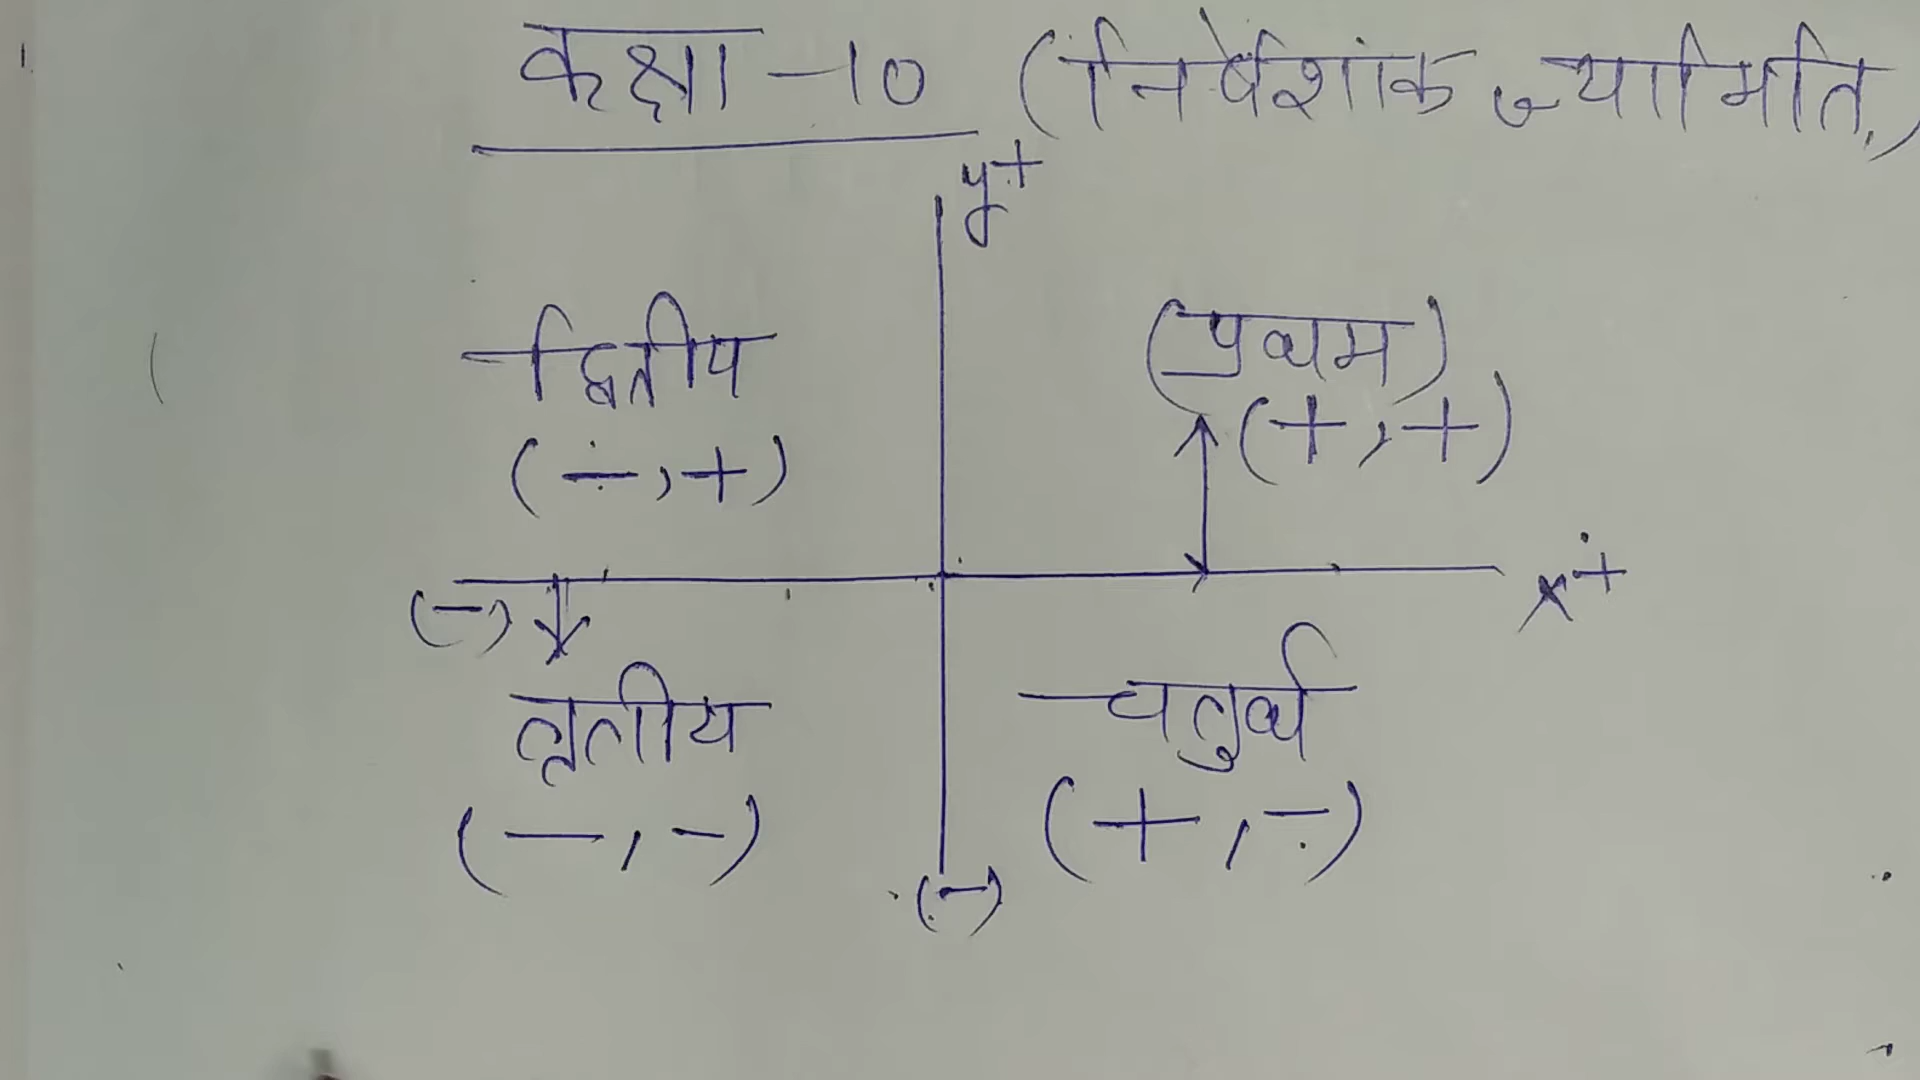 कक्षा -10 (निर्देशांक ज्यामिति)
y+
द्वितीय
(प्रथम)
(-,+)
(+,+)
x+
(-)
तृतीय
चतुर्थ
(-,-)
(+,-)
(-)